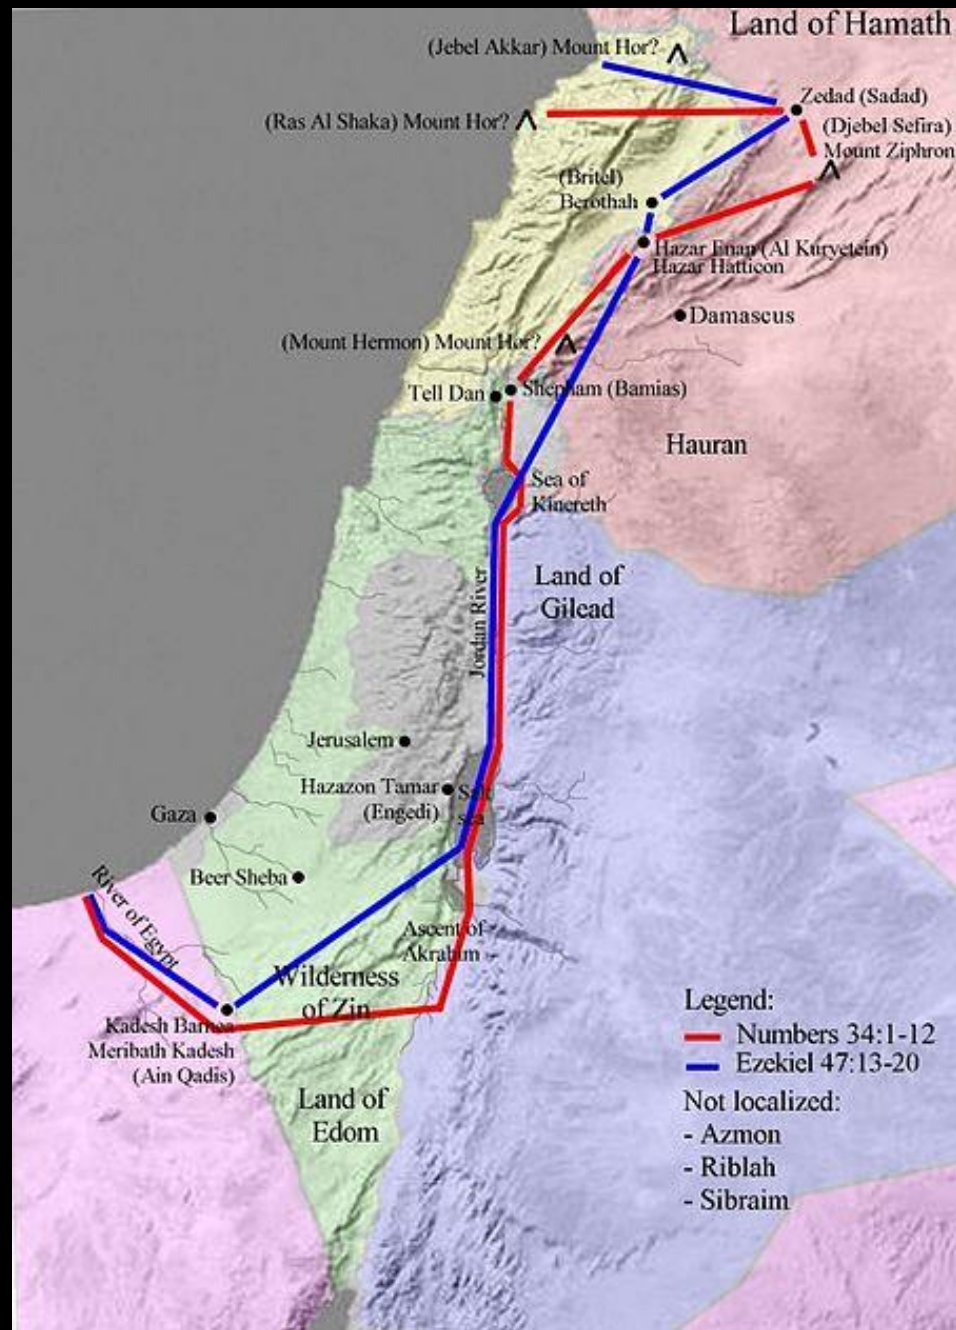 Land of Hamath
(Jebel Akkar) Mount Hor?
Zedad (Sadad)
(Ras Al Shaka) Mount Hor?
(Djebel Sefira)
Mount Ziphron
(Britel)
Berothah
Hazar Enan (Al Kuryetein)
Hazar Hatticon
Damascus
(Mount Hermon) Mount Hor?
Tell Dan
Shepham (Bamias)
Hauran
Sea of
Kinereth
Land of
Gilead
Jordan River
Jerusalem
Hazazon Tamar
(Engedi)
Salt
sea
Gaza
Beer Sheba
River of Egypt
Ascent of
Akrabim
Wilderness
of Zin
Kadesh Barnea
Meribath Kadesh
(Ain Qadis)
Land of
Edom
Legend:
Numbers 34:1-12
Ezekiel 47:13-20
Not localized:
- Azmon
- Riblah
- Sibraim